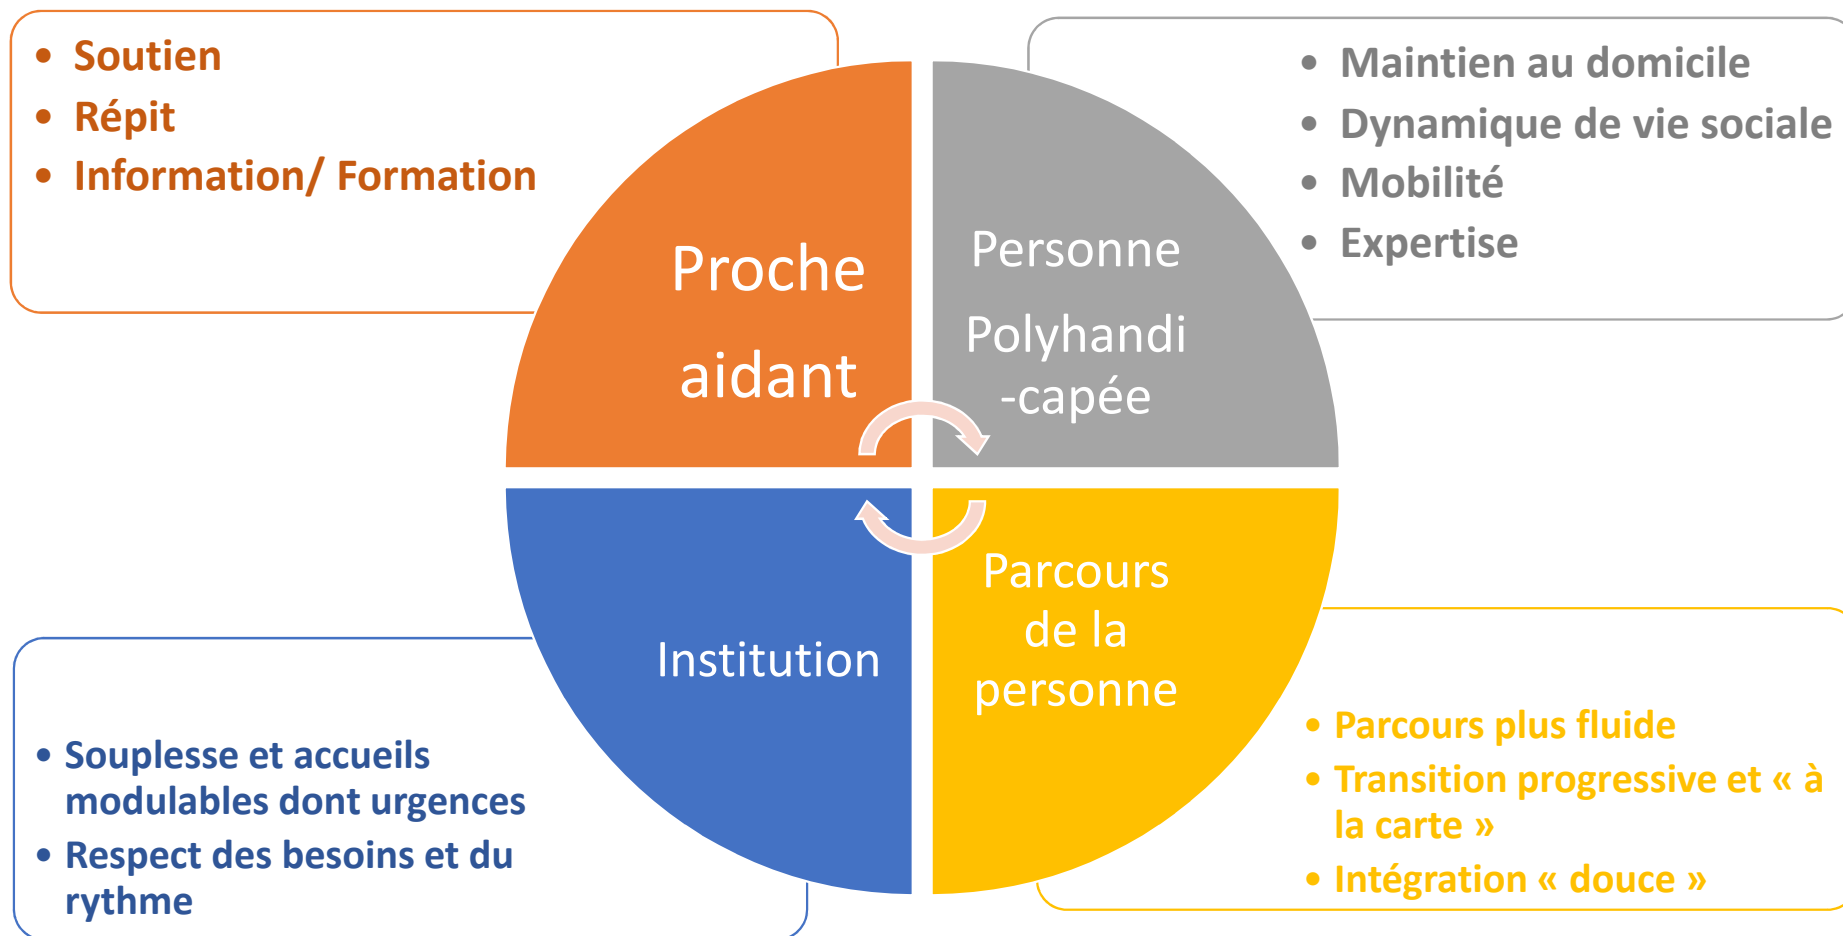 • Soutien
• Répit
• Information/ Formation
• Maintien au domicile
• Dynamique de vie sociale
• Mobilité
• Expertise
Proche
aidant
Personne
Polyhandi
-capée
Institution
Parcours
de la
personne
• Souplesse et accueils
modulables dont urgences
• Respect des besoins et du
rythme
• Parcours plus fluide
• Transition progressive et « à
la carte »
• Intégration « douce »